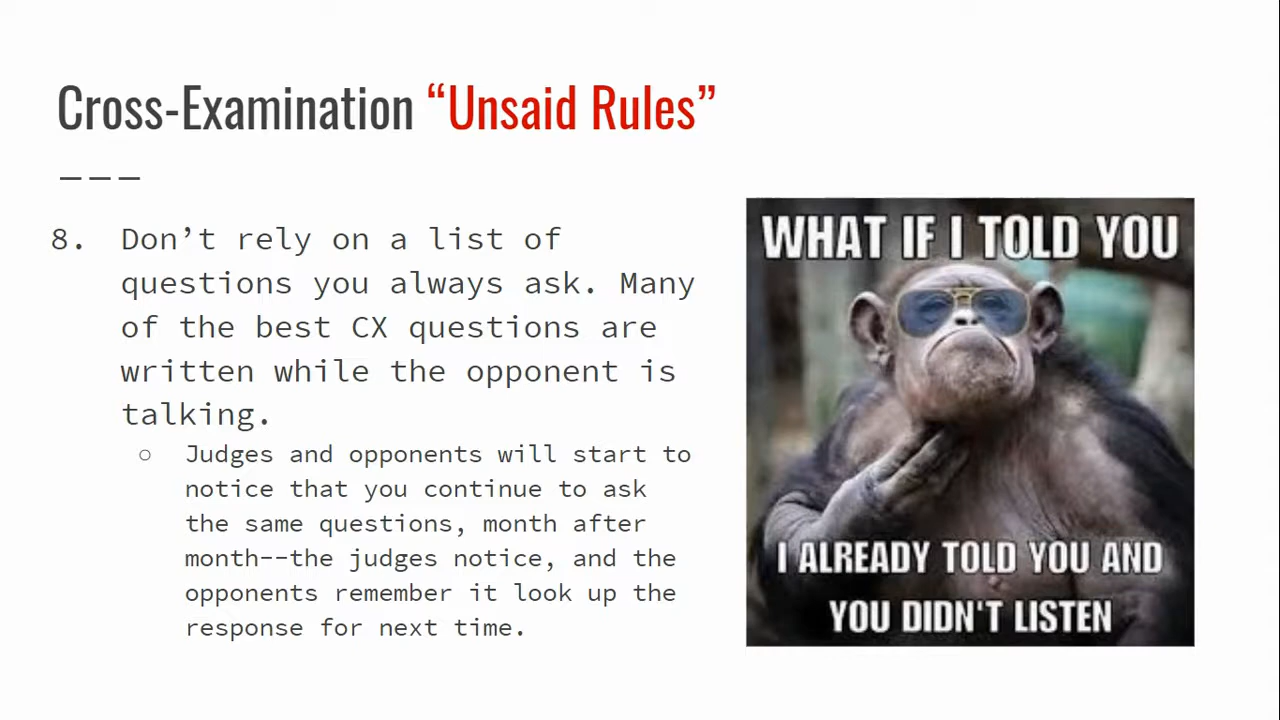 Cross-Examination “Unsaid Rules”
———
8. Don’t rely on a list of
questions you always ask. Many
of the best CX questions are
written while the opponent is
talking.
○ Judges and opponents will start to
notice that you continue to ask
the same questions, month after
month--the judges notice, and the
opponents remember it look up the
response for next time.
WHAT IF I TOLD YOU
I ALREADY TOLD YOU AND
YOU DIDN'T LISTEN